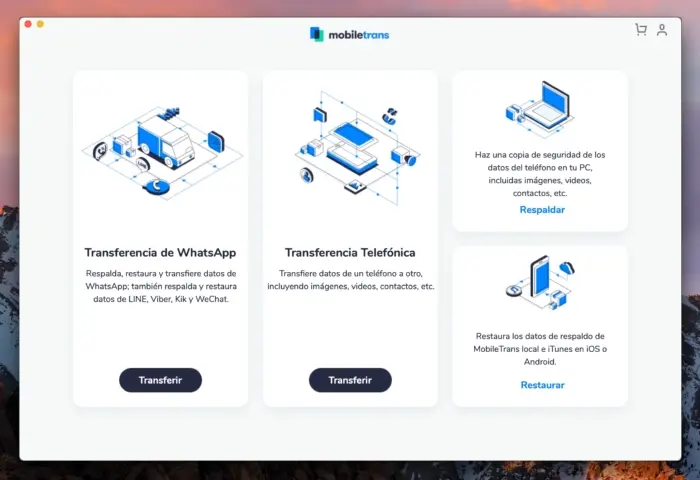 mobiletrans
Transferencia de WhatsApp
Respalda, restaura y transfiere datos de
WhatsApp; también respalda y restaura
datos de LINE, Viber, Kik y WeChat.
Transferir
Transferencia Telefónica
Transfiere datos de un teléfono a otro,
incluyendo imágenes, videos, contactos, etc.
Transferir
Haz una copia de seguridad de los
datos del teléfono en tu PC,
incluidas imágenes, videos,
contactos, etc.
Respaldar
Restaura los datos de respaldo de
MobileTrans local e iTunes en iOS o
Android.
Restaurar